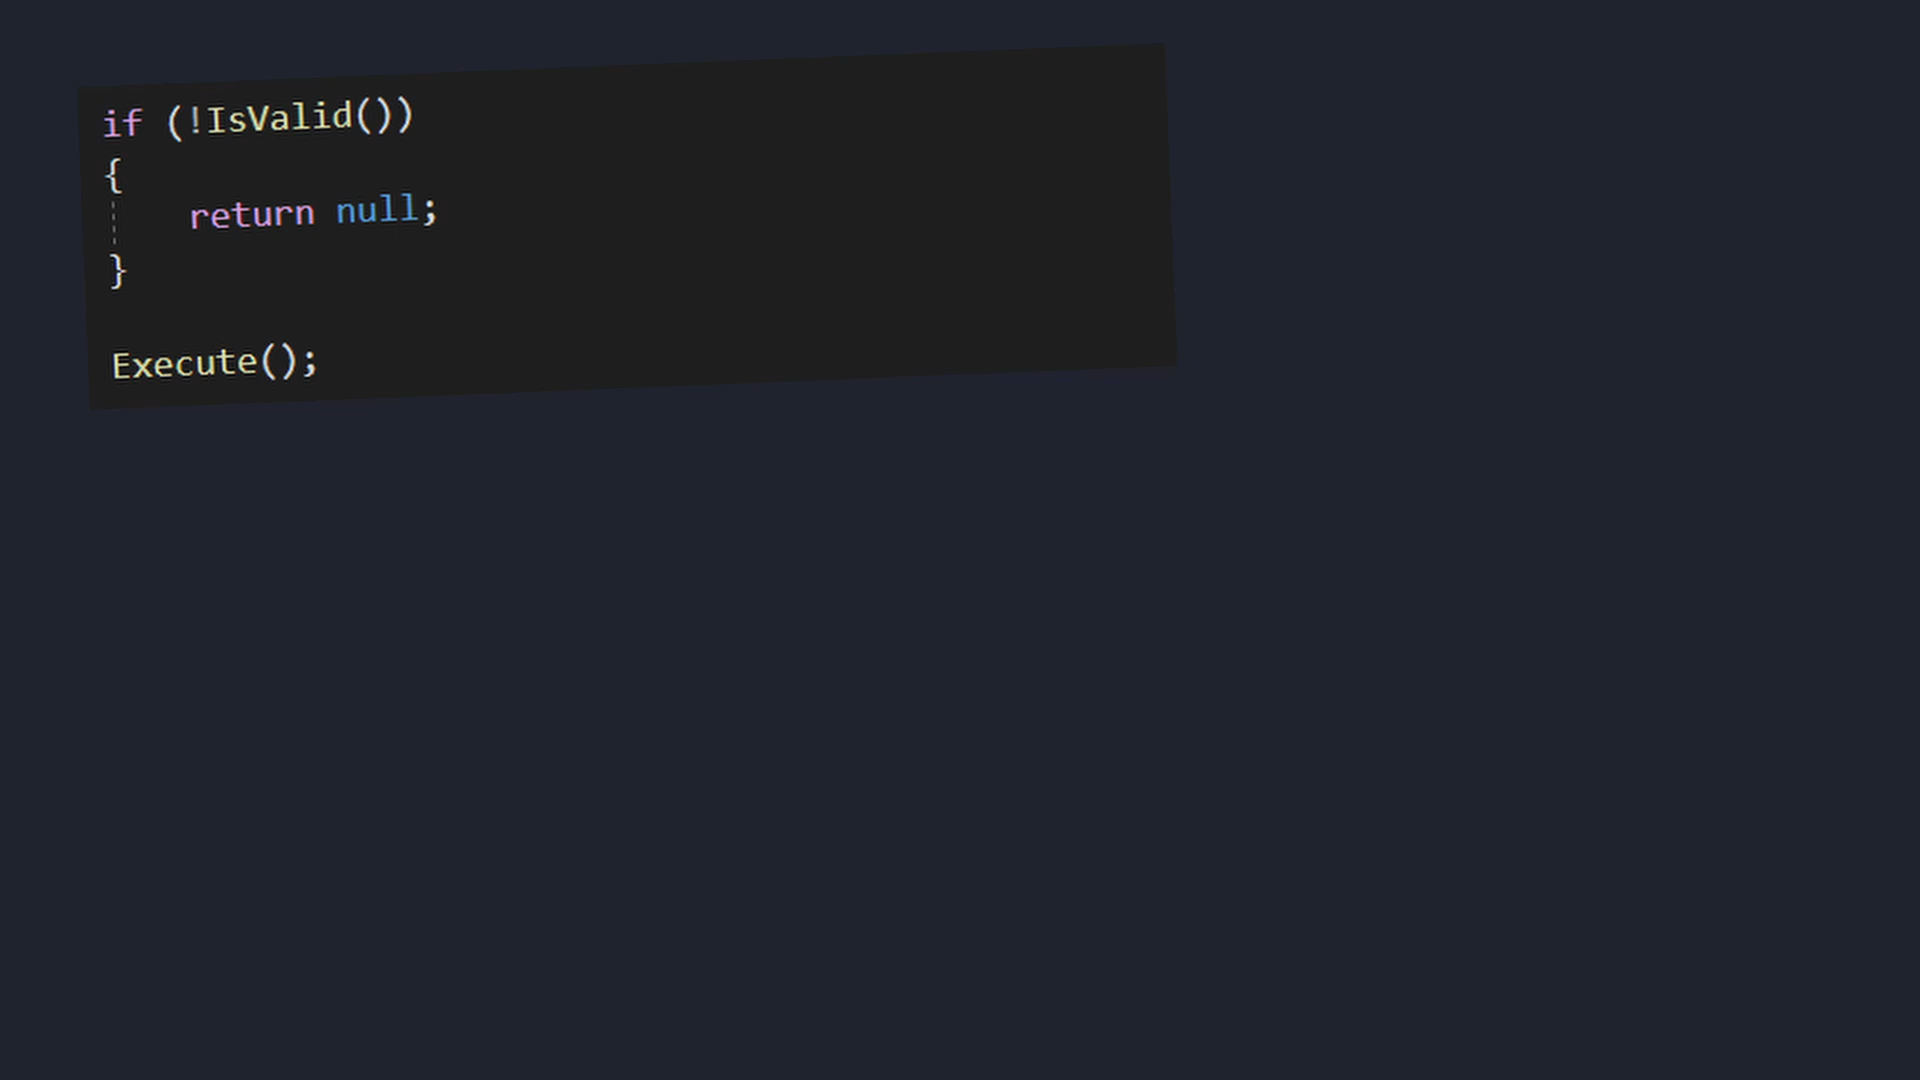 if (!IsValid())
{
    return null;
}

Execute();